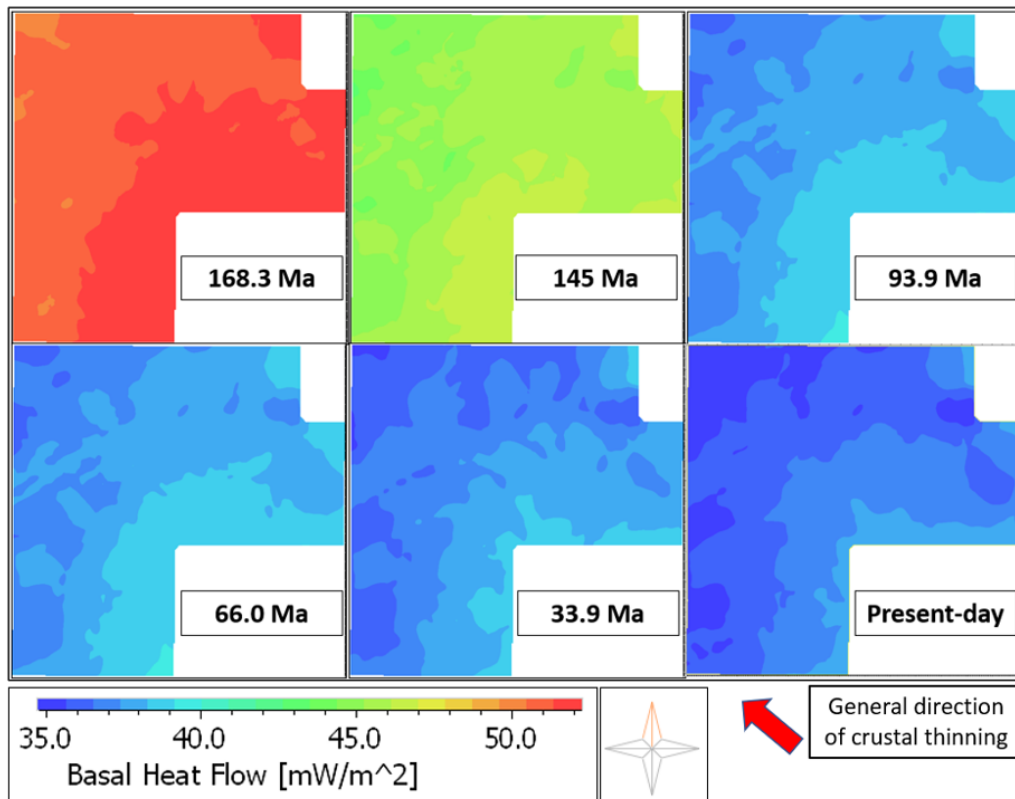 168.3 Ma
145 Ma
93.9 Ma
66.0 Ma
33.9 Ma
Present-day
35.0 40.0 45.0 50.0
Basal Heat Flow [mW/m^2]
General direction
of crustal thinning